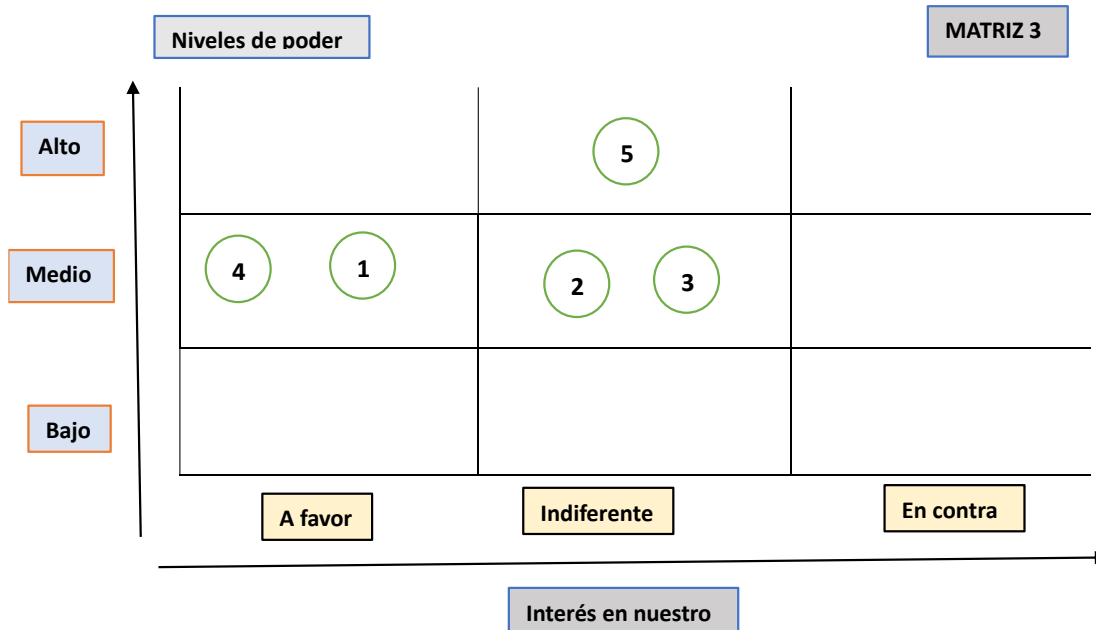 Niveles de poder
MATRIZ 3
Alto
5
Medio
4
1
2
3
Bajo
A favor
Indiferente
En contra
Interés en nuestro